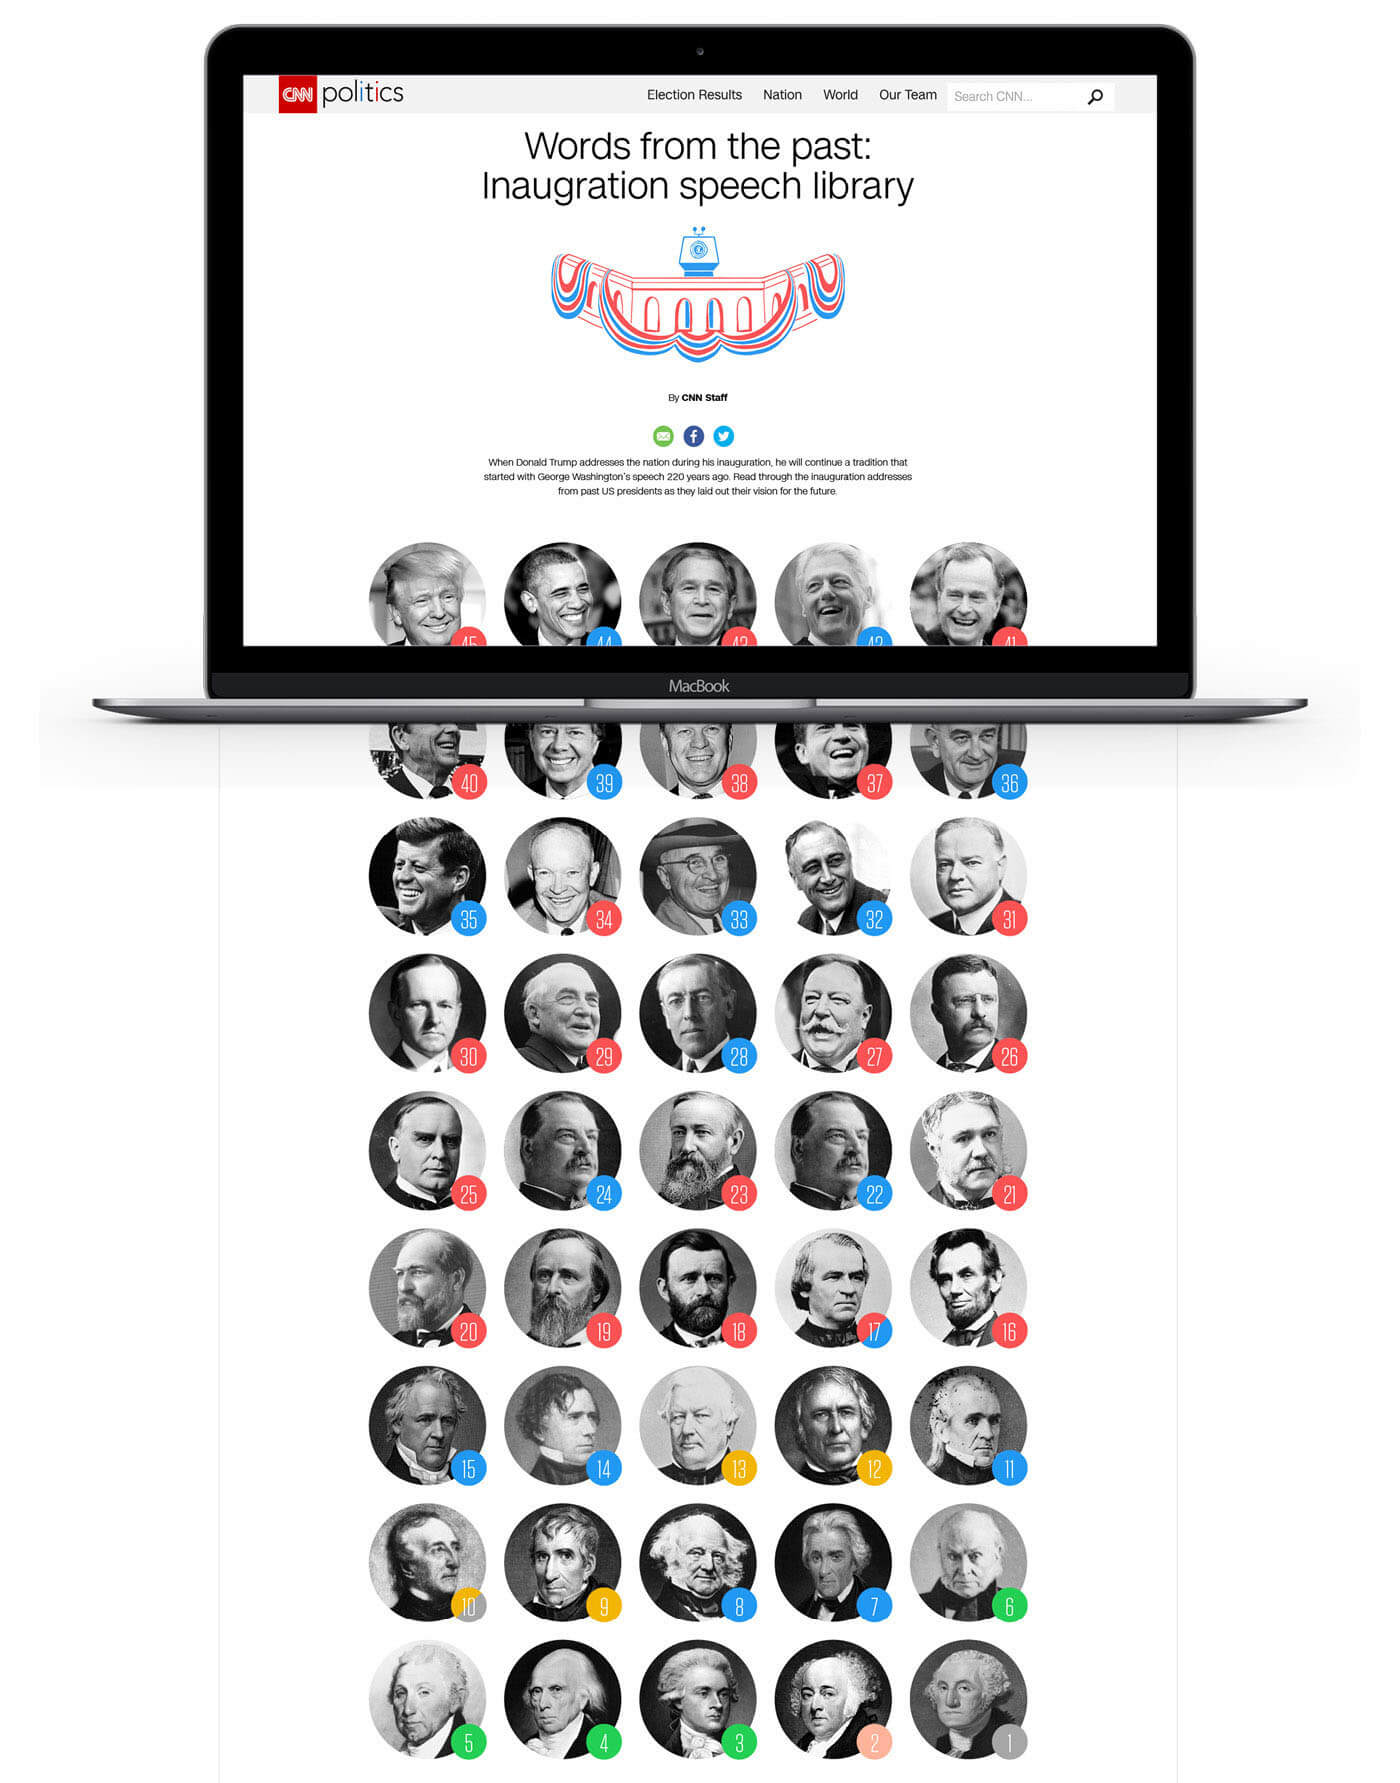 CNN politics
Election Results Nation World Our Team Search CNN...
Words from the past:
Inaugration speech library
By CNN Staff
When Donald Trump addresses the nation during his inauguration, he will continue a tradition that
started with George Washington's speech 220 years ago. Read through the inauguration addresses
from past US presidents as they laid out their vision for the future.
45 44 43 42 41
MacBook
40 39 38 37 36
35 34 33 32 31
30 29 28 27 26
25 24 23 22 21
20 19 18 17 16
15 14 13 12 11
10 9 8 7 6
5 4 3 2 1